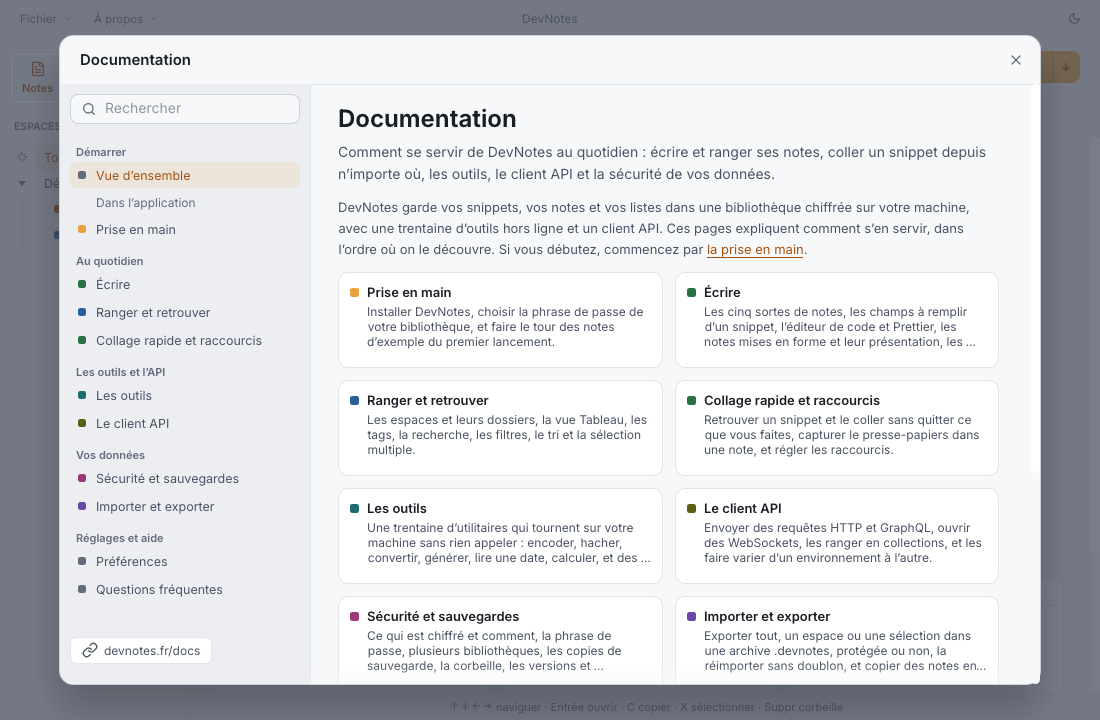 Fichier
À propos
DevNotes
Documentation
Notes
ESPACES
Rechercher
Démarrer
Vue d’ensemble
Dans l’application
Prise en main
Au quotidien
Écrire
Ranger et retrouver
Collage rapide et raccourcis
Les outils et l’API
Les outils
Le client API
Vos données
Sécurité et sauvegardes
Importer et exporter
Réglages et aide
Préférences
Questions fréquentes
devnotes.fr/docs
Documentation
Comment se servir de DevNotes au quotidien : écrire et ranger ses notes, coller un snippet depuis
n’importe où, les outils, le client API et la sécurité de vos données.
DevNotes garde vos snippets, vos notes et vos listes dans une bibliothèque chiffrée sur votre machine,
avec une trentaine d’outils hors ligne et un client API. Ces pages expliquent comment s’en servir, dans
l’ordre où on le découvre. Si vous débutez, commencez par la prise en main.
Prise en main
Installer DevNotes, choisir la phrase de passe de
votre bibliothèque, et faire le tour des notes
d’exemple du premier lancement.
Écrire
Les cinq sortes de notes, les champs à remplir
d’un snippet, l’éditeur de code et Prettier, les
notes mises en forme et leur présentation, les ...
Ranger et retrouver
Les espaces et leurs dossiers, la vue Tableau, les
tags, la recherche, les filtres, le tri et la sélection
multiple.
Collage rapide et raccourcis
Retrouver un snippet et le coller sans quitter ce
que vous faites, capturer le presse-papiers dans
une note, et régler les raccourcis.
Les outils
Une trentaine d’utilitaires qui tournent sur votre
machine sans rien appeler : encoder, hacher,
convertir, générer, lire une date, calculer, et des ...
Le client API
Envoyer des requêtes HTTP et GraphQL, ouvrir
des WebSockets, les ranger en collections, et les
faire varier d’un environnement à l’autre.
Sécurité et sauvegardes
Ce qui est chiffré et comment, la phrase de
passe, plusieurs bibliothèques, les copies de
sauvegarde, la corbeille, les versions et ...
Importer et exporter
Exporter tout, un espace ou une sélection dans
une archive .devnotes, protégée ou non, la
réimporter sans doublon, et copier des notes en...
↑ ↓ ← → naviguer · Entrée ouvrir · C copier · X sélectionner · Suppr corbeille